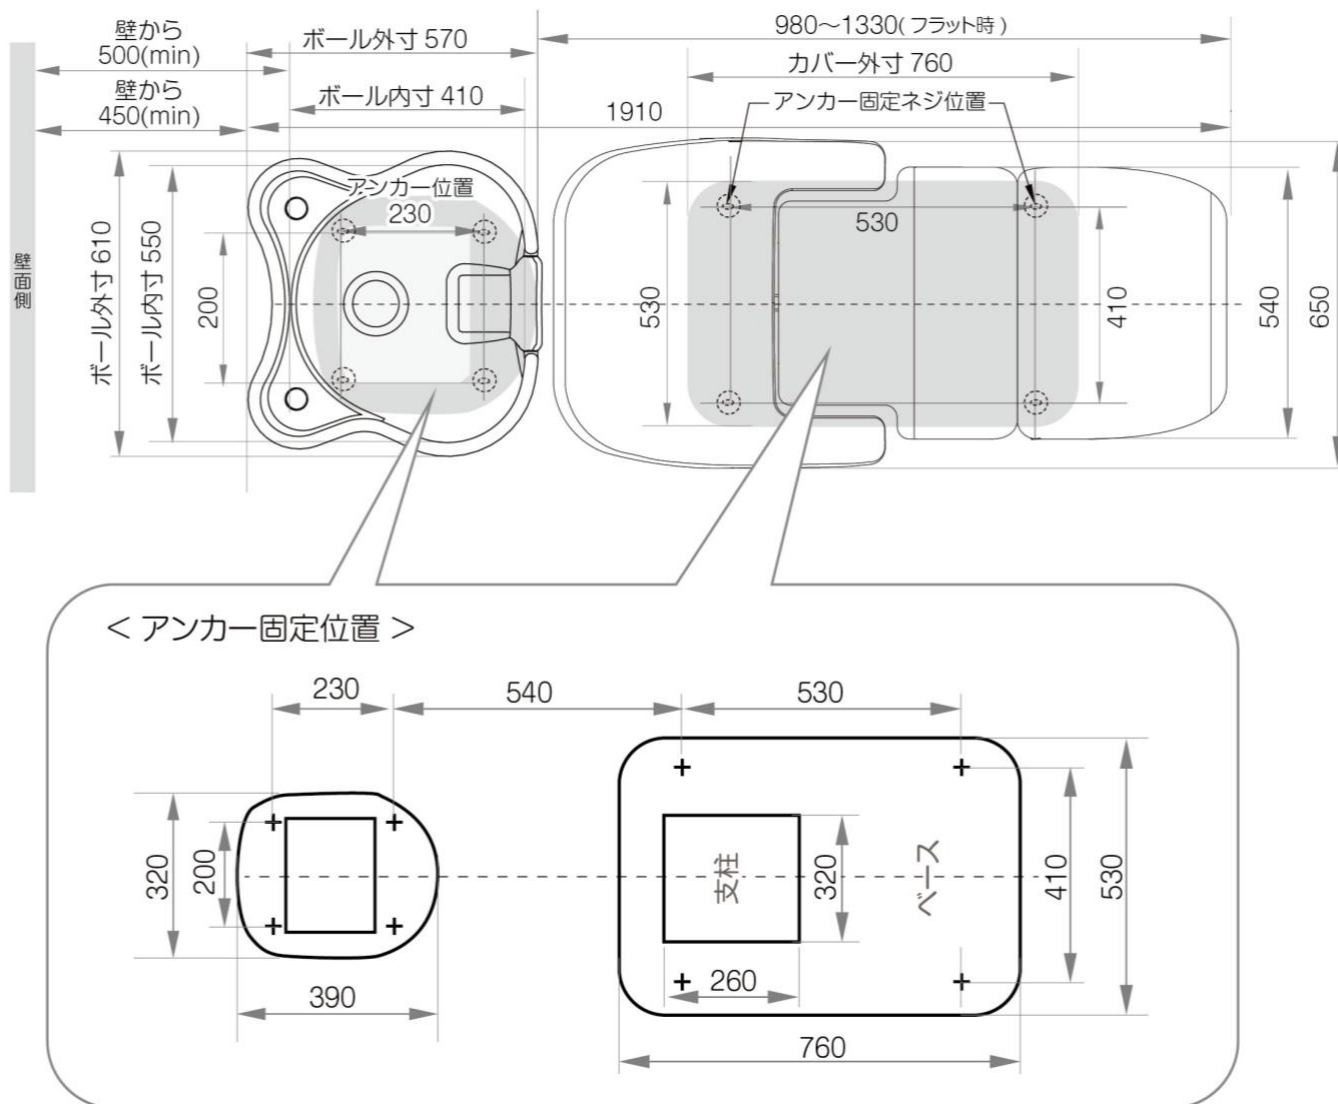 壁から
500(min)
ボール外寸 570
980～1330( フラット時 )
カバー外寸 760
壁から
450(min)
ボール内寸 410
アンカー固定ネジ位置
1910
アンカー位置
230
530
壁面側
ボール外寸 610
ボール内寸 550
200
530
410
540
650
< アンカー固定位置 >
230
540
530
320
200
支柱
320
ベース
410
530
260
390
760